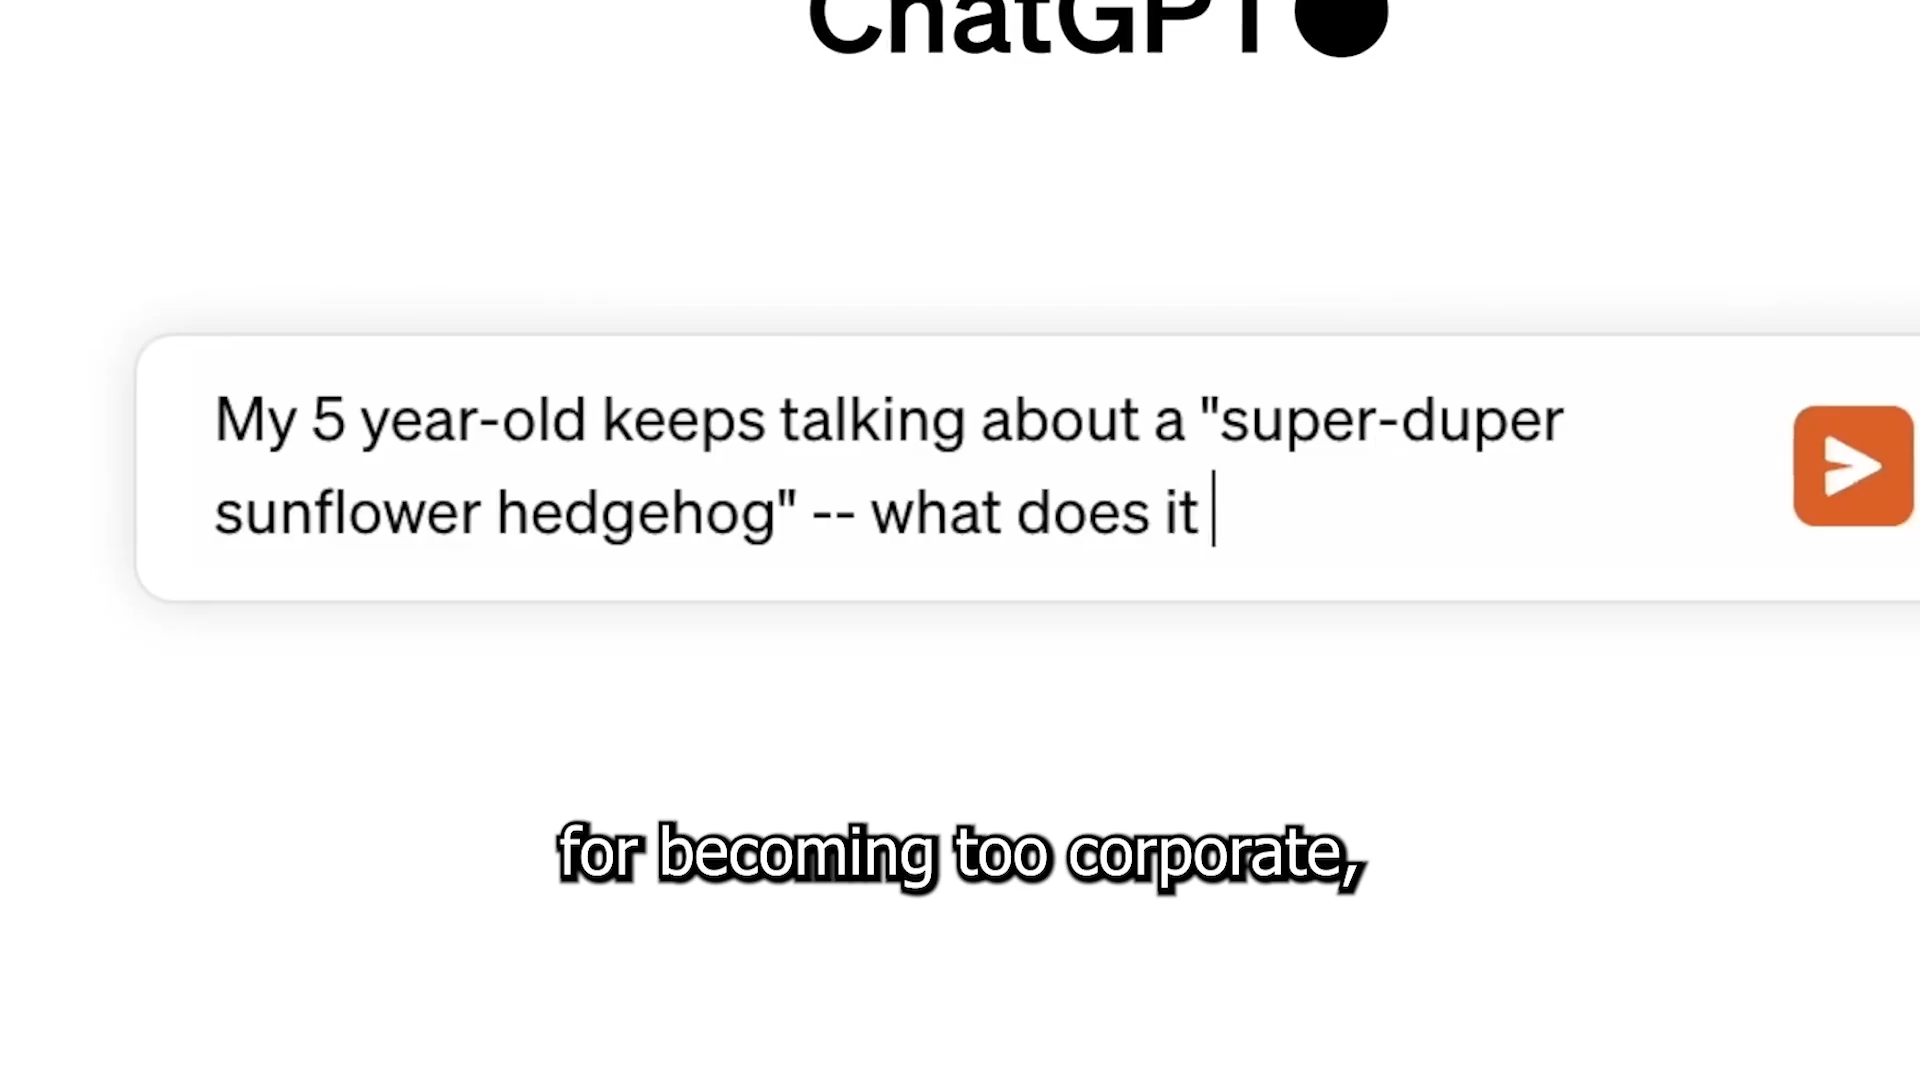 ChatGPT
My 5 year-old keeps talking about a "super-duper
sunflower hedgehog" -- what does it
for becoming too corporate,